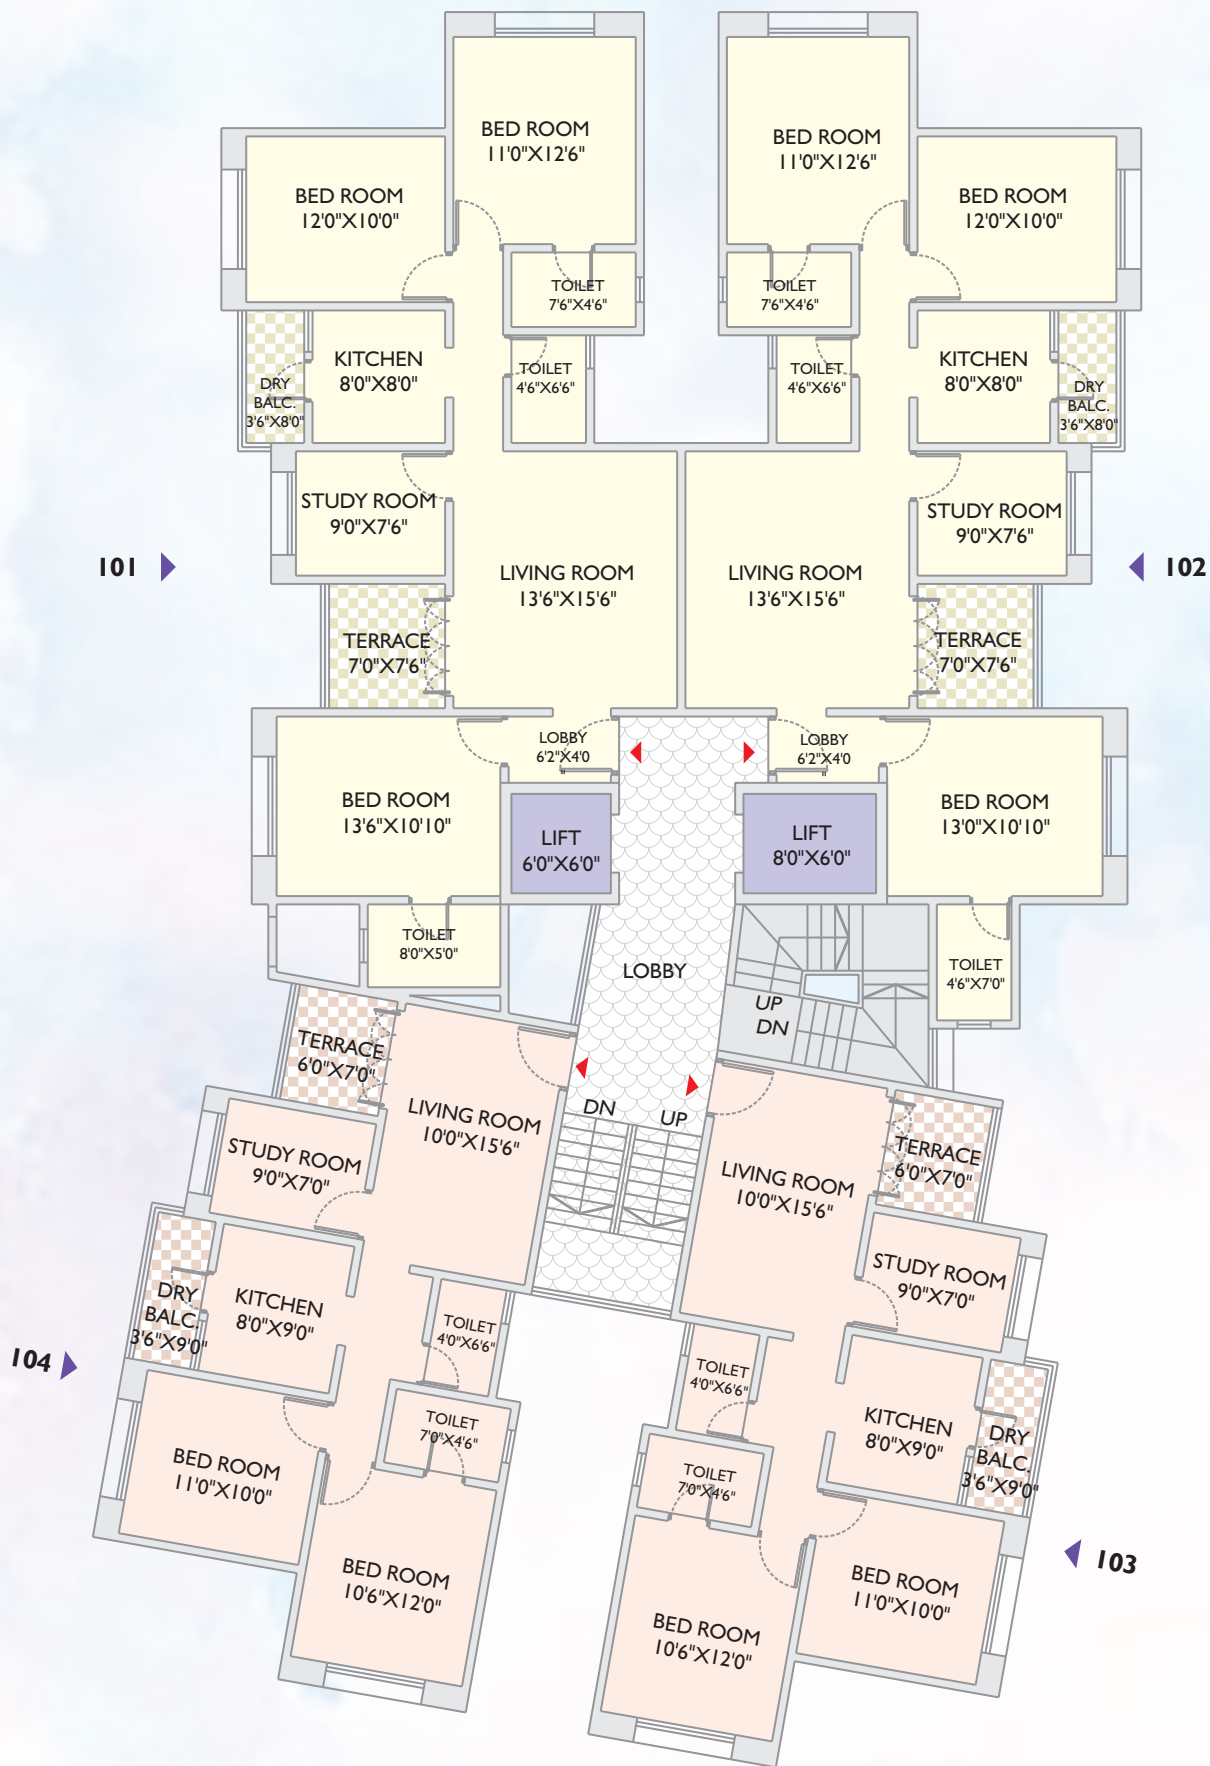 BED ROOM
11'0"X12'6"
BED ROOM
11'0"X12'6"
BED ROOM
12'0"X10'0"
BED ROOM
12'0"X10'0"
TOILET
7'6"X4'6"
TOILET
7'6"X4'6"
KITCHEN
8'0"X8'0"
TOILET
4'6"X6'6"
TOILET
4'6"X6'6"
KITCHEN
8'0"X8'0"
DRY
BALC.
3'6"X8'0"
DRY
BALC.
3'6"X8'0"
STUDY ROOM
9'0"X7'6"
STUDY ROOM
9'0"X7'6"
101
LIVING ROOM
13'6"X15'6"
LIVING ROOM
13'6"X15'6"
102
TERRACE
7'0"X7'6"
TERRACE
7'0"X7'6"
LOBBY
6'2"X4'0
"
LOBBY
6'2"X4'0
"
BED ROOM
13'6"X10'10"
LIFT
6'0"X6'0"
LIFT
8'0"X6'0"
BED ROOM
13'0"X10'10"
TOILET
8'0"X5'0"
LOBBY
TOILET
4'6"X7'0"
UP
DN
TERRACE
6'0"X7'0"
LIVING ROOM
10'0"X15'6"
DN
UP
STUDY ROOM
9'0"X7'0"
LIVING ROOM
10'0"X15'6"
TERRACE
6'0"X7'0"
STUDY ROOM
9'0"X7'0"
DRY
BALC.
3'6"X9'0"
KITCHEN
8'0"X9'0"
TOILET
4'0"X6'6"
104
TOILET
4'0"X6'6"
TOILET
7'0"X4'6"
KITCHEN
8'0"X9'0"
DRY
BALC.
3'6"X9'0"
BED ROOM
11'0"X10'0"
TOILET
7'0"X4'6"
103
BED ROOM
10'6"X12'0"
BED ROOM
11'0"X10'0"
BED ROOM
10'6"X12'0"